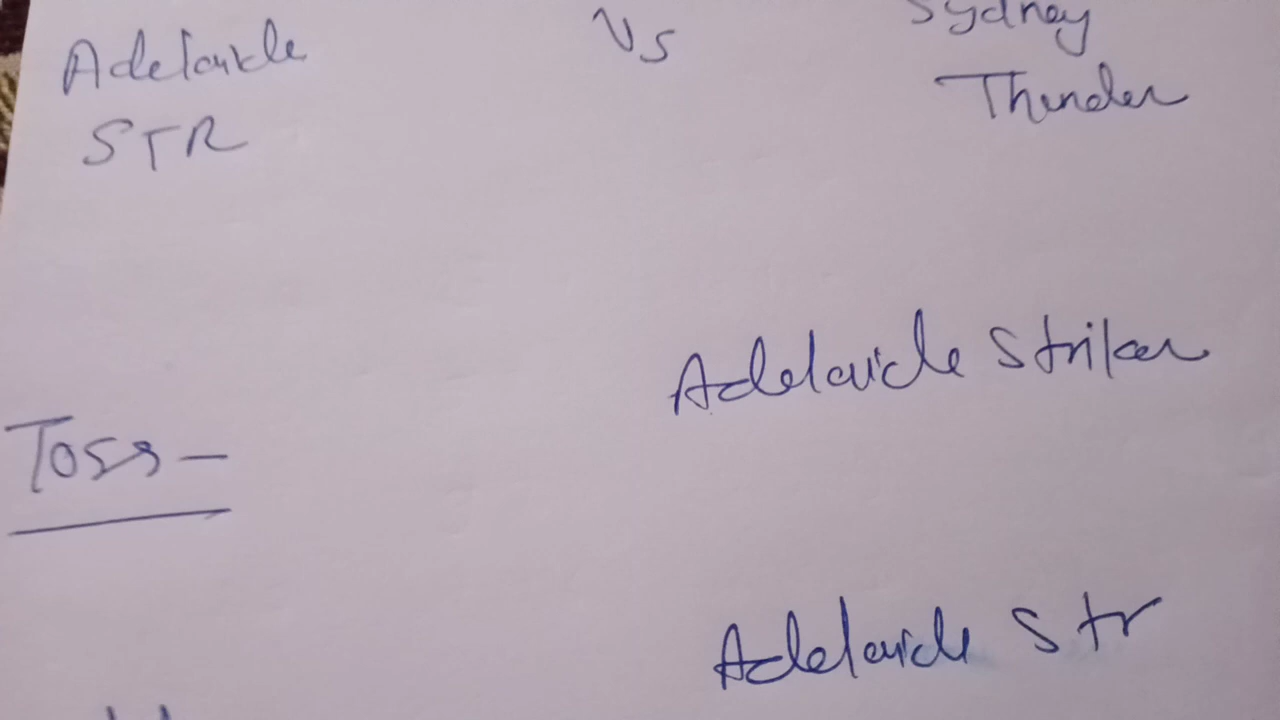 Adelaide Vs Sydney
STR Thunder
Adelaide Striker
Toss-
Adelaide Str